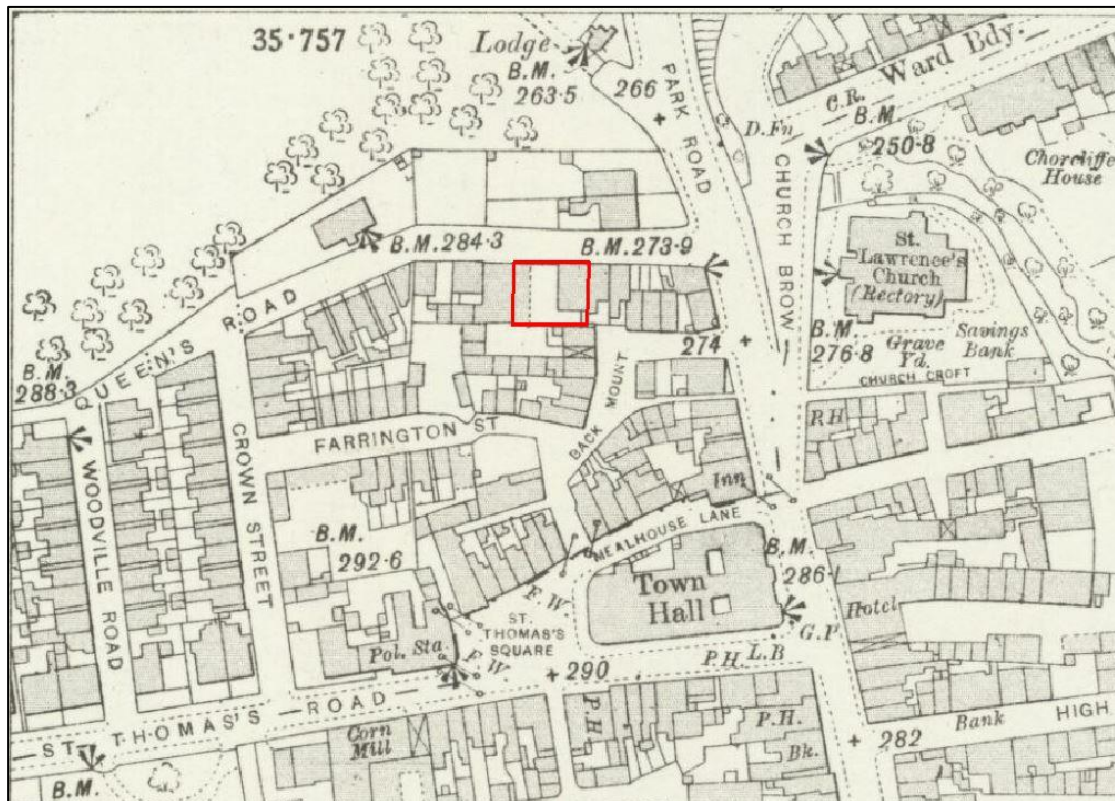 35·757
Lodge
B.M.
263·5
266
PARK ROAD
Ward Bdy.
C.R.
D.Fn
B.M.
250·8
Chorcliffe
House
CHURCH BROW
B.M. 284·3
B.M. 273·9
St.
Lawrence's
Church
(Rectory)
QUEEN'S ROAD
B.M.
288·3
274
B.M.
276·8
Grave
Yd.
Savings
Bank
CHURCH CROFT
WOODVILLE ROAD
CROWN STREET
FARRINGTON ST
BACK MOUNT
P.H
Inn
MEALHOUSE LANE
B.M.
292·6
B.M.
286·1
Town
Hall
F.W.
ST.
THOMAS'S
SQUARE
Hotel
G.P
Pol. Sta.
F.W
P.H.
L.B
290
ST. THOMAS'S ROAD
Corn
Mill
P.H.
P.H.
Bk.
Bank
HIGH
282
B.M.